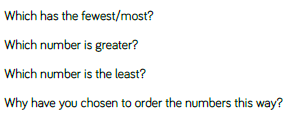 Which has the fewest/most?
Which number is greater?
Which number is the least?
Why have you chosen to order the numbers this way?